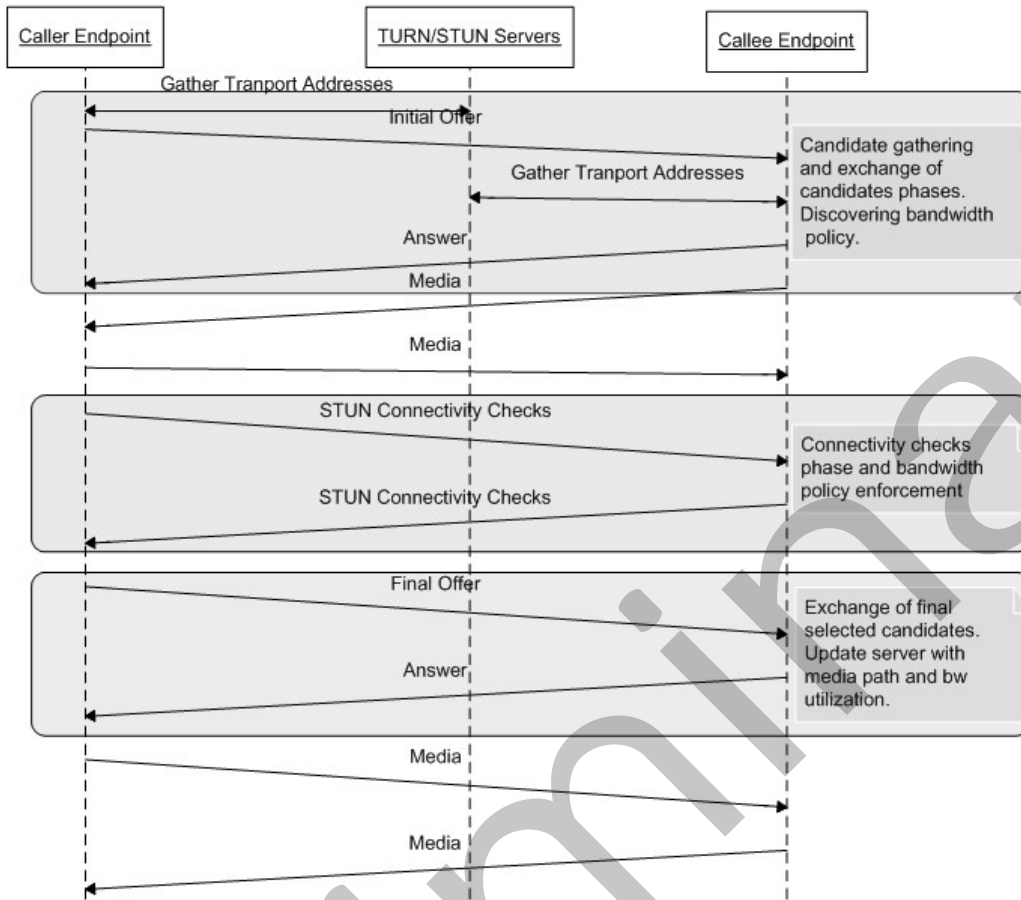 Caller Endpoint
TURN/STUN Servers
Callee Endpoint
Gather Tranport Addresses
Initial Offer
Gather Tranport Addresses
Answer
Media
Candidate gathering
and exchange of
candidates phases.
Discovering bandwidth
policy.
Media
STUN Connectivity Checks
STUN Connectivity Checks
Connectivity checks
phase and bandwidth
policy enforcement
Final Offer
Answer
Exchange of final
selected candidates.
Update server with
media path and bw
utilization.
Media
Media